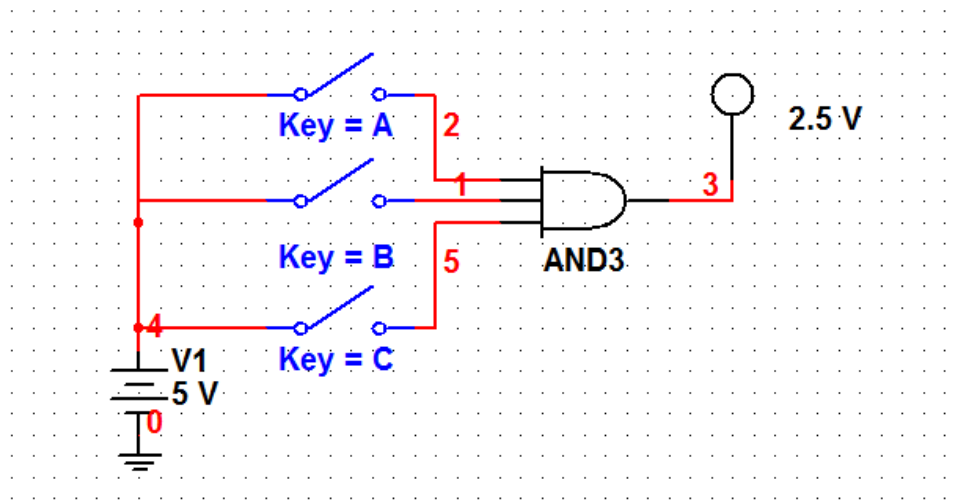 Key = A
2
2.5 V
1
3
Key = B
5
AND3
4
V1
Key = C
5 V
0